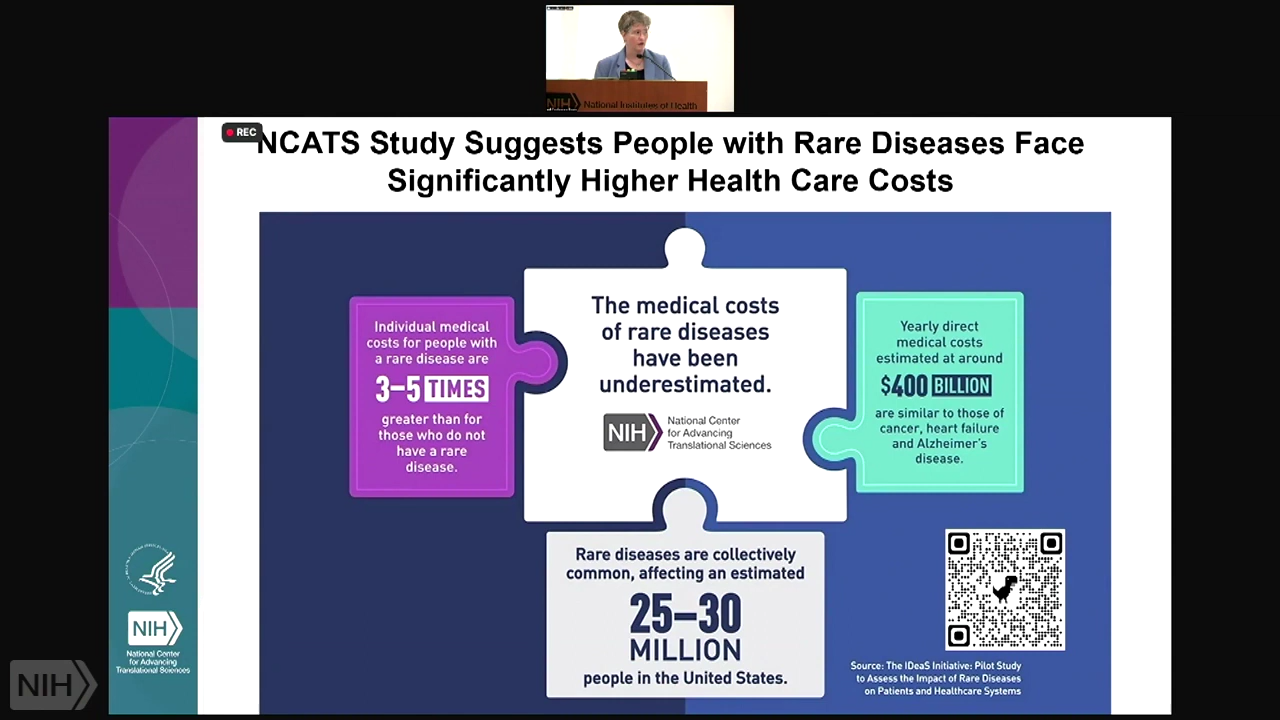 NIH National Institutes of Health
REC
NCATS Study Suggests People with Rare Diseases Face
Significantly Higher Health Care Costs
Individual medical
costs for people with
a rare disease are
3–5 TIMES
greater than for
those who do not
have a rare
disease.
The medical costs
of rare diseases
have been
underestimated.
NIH
National Center
for Advancing
Translational Sciences
Yearly direct
medical costs
estimated at around
$400 BILLION
are similar to those of
cancer, heart failure
and Alzheimer's
disease.
Rare diseases are collectively
common, affecting an estimated
25–30
MILLION
people in the United States.
Source: The IDeaS Initiative: Pilot Study
to Assess the Impact of Rare Diseases
on Patients and Healthcare Systems
NIH
National Center
for Advancing
Translational Sciences
NIH